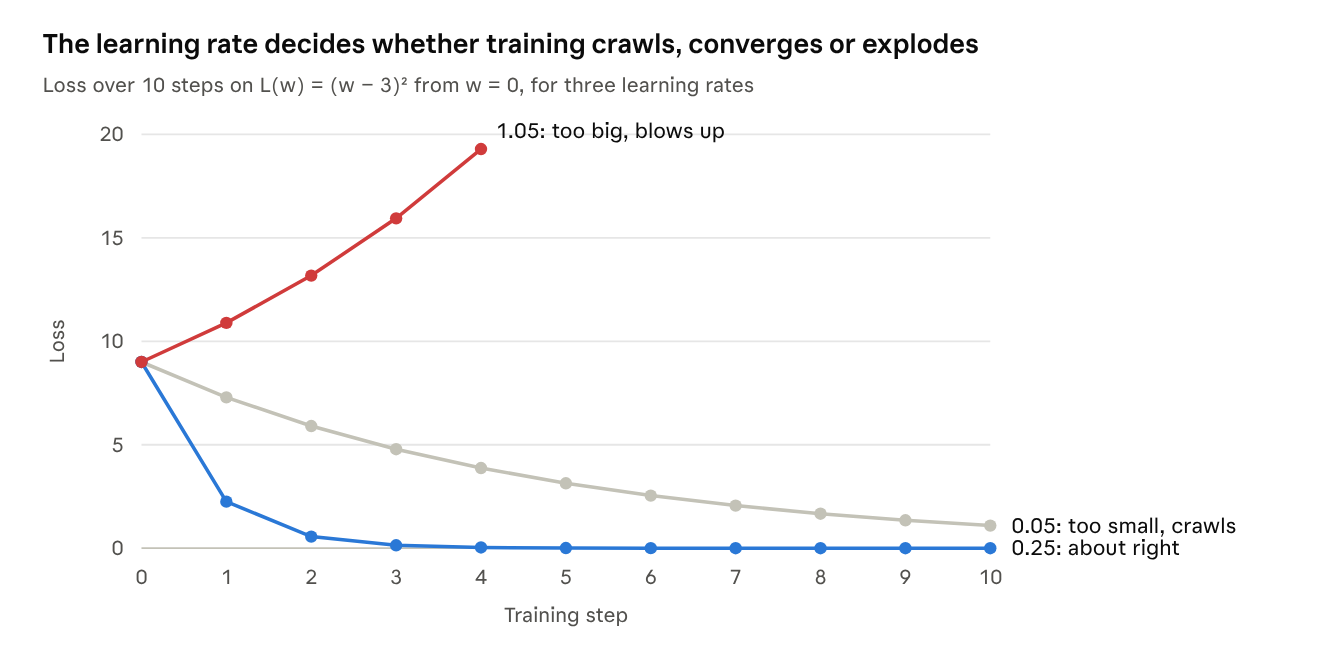 The learning rate decides whether training crawls, converges or explodes
Loss over 10 steps on L(w) = (w − 3)² from w = 0, for three learning rates
20
1.05: too big, blows up
15
10
Loss
5
0.05: too small, crawls
0
0.25: about right
0 1 2 3 4 5 6 7 8 9 10
Training step